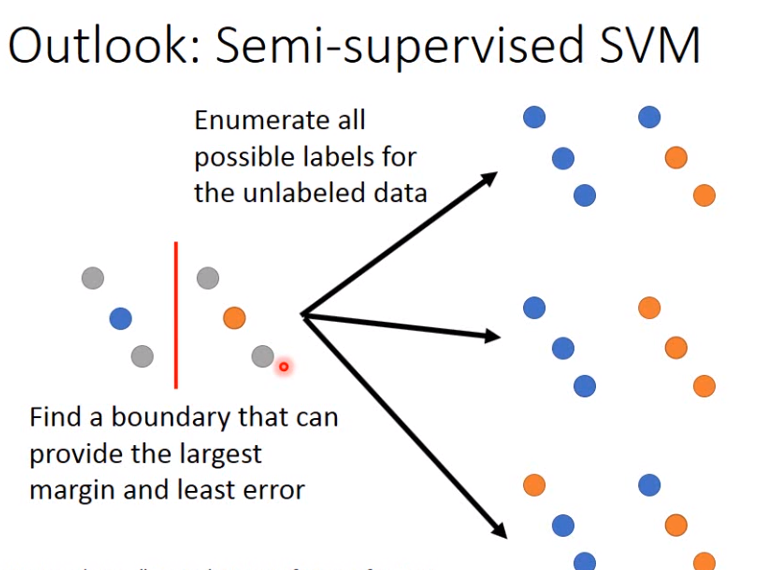 Outlook: Semi-supervised SVM
Enumerate all
possible labels for
the unlabeled data
Find a boundary that can
provide the largest
margin and least error